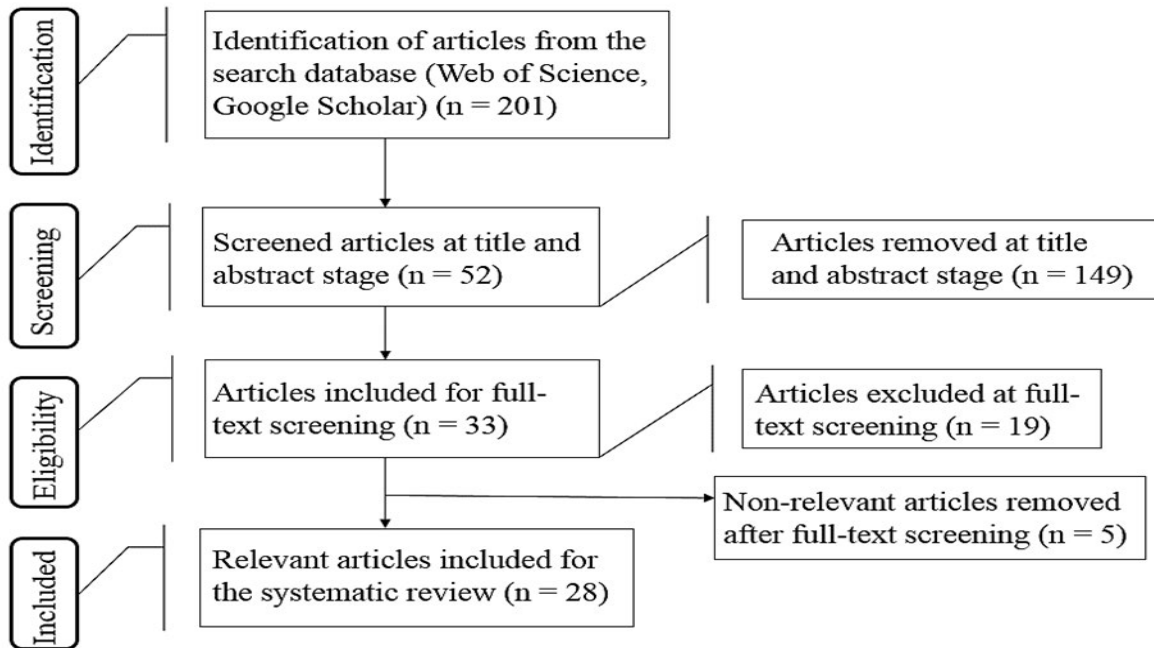 Identification
Identification of articles from the
search database (Web of Science,
Google Scholar) (n = 201)
Screening
Screened articles at title and
abstract stage (n = 52)
Articles removed at title
and abstract stage (n = 149)
Eligibility
Articles included for full-
text screening (n = 33)
Articles excluded at full-
text screening (n = 19)
Non-relevant articles removed
after full-text screening (n = 5)
Included
Relevant articles included for
the systematic review (n = 28)